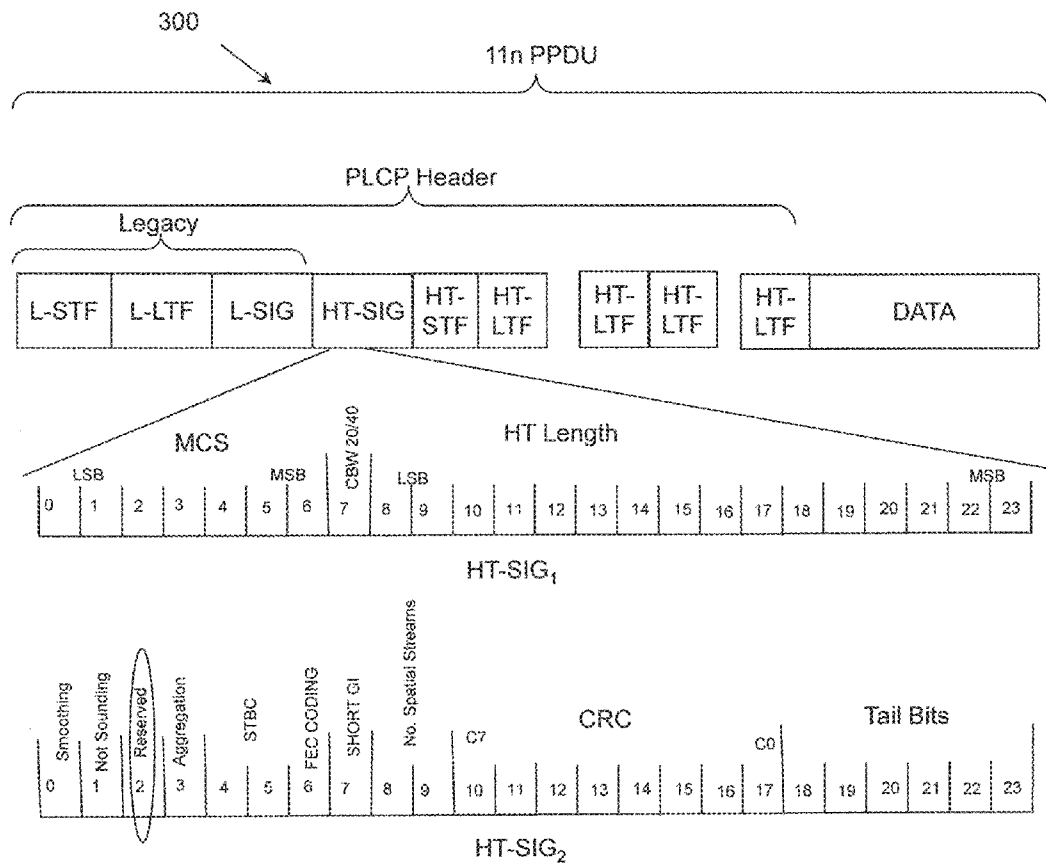 300
11n PPDU
PLCP Header
Legacy
L-STF L-LTF L-SIG HT-SIG HT-STF HT-LTF HT-LTF HT-LTF HT-LTF DATA
MCS CBW 20/40 HT Length
LSB MSB LSB MSB
0 1 2 3 4 5 6 7 8 9 10 11 12 13 14 15 16 17 18 19 20 21 22 23
HT-SIG1
Smoothing Not Sounding Reserved Aggregation STBC FEC CODING SHORT GI No. Spatial Streams CRC Tail Bits
C7 C0
0 1 2 3 4 5 6 7 8 9 10 11 12 13 14 15 16 17 18 19 20 21 22 23
HT-SIG2